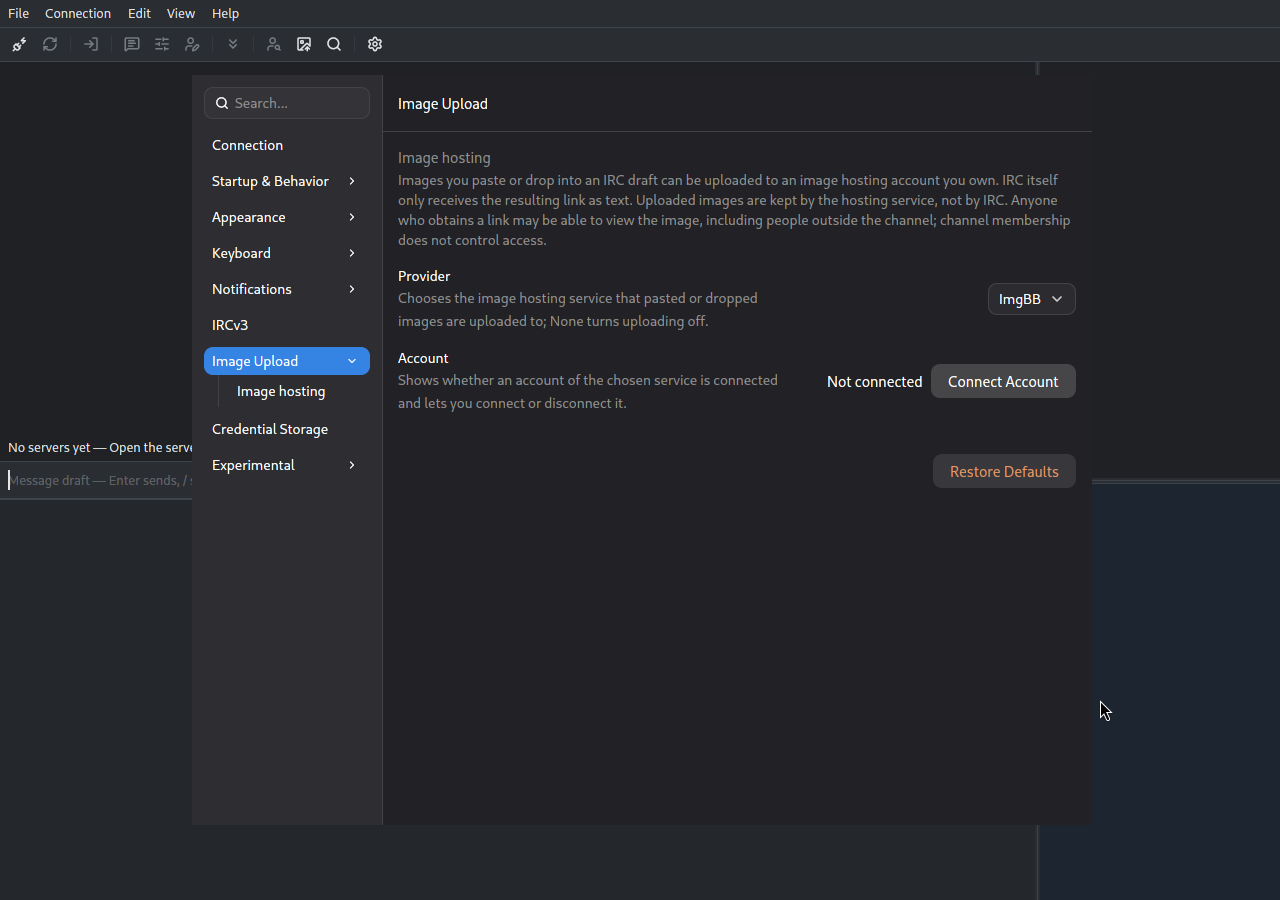 File Connection Edit View Help
Search...
Connection
Startup & Behavior
Appearance
Keyboard
Notifications
IRCv3
Image Upload
Image hosting
Credential Storage
Experimental
Image Upload
Image hosting
Images you paste or drop into an IRC draft can be uploaded to an image hosting account you own. IRC itself
only receives the resulting link as text. Uploaded images are kept by the hosting service, not by IRC. Anyone
who obtains a link may be able to view the image, including people outside the channel; channel membership
does not control access.
Provider
Chooses the image hosting service that pasted or dropped
images are uploaded to; None turns uploading off.
ImgBB
Account
Shows whether an account of the chosen service is connected
and lets you connect or disconnect it.
Not connected
Connect Account
Restore Defaults
No servers yet — Open the serve
Message draft — Enter sends, /